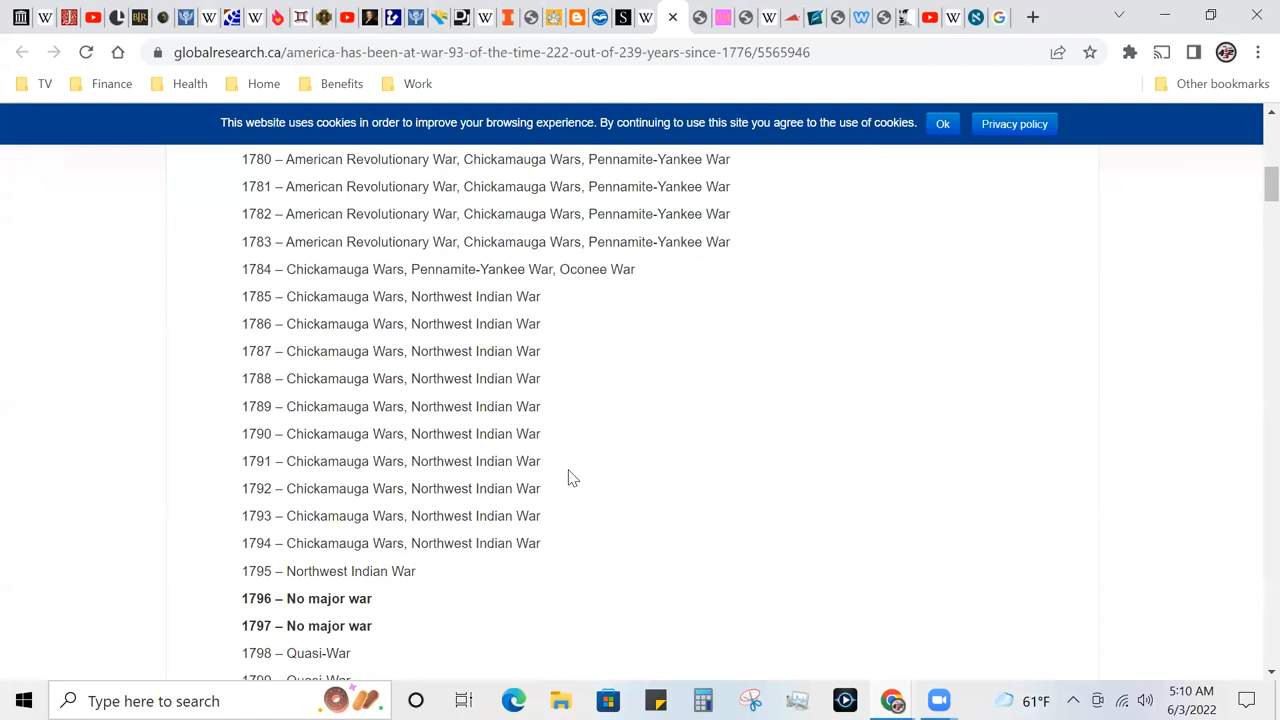 globalresearch.ca/america-has-been-at-war-93-of-the-time-222-out-of-239-years-since-1776/5565946
TV Finance Health Home Benefits Work Other bookmarks
This website uses cookies in order to improve your browsing experience. By continuing to use this site you agree to the use of cookies. Ok Privacy policy
1780 – American Revolutionary War, Chickamauga Wars, Pennamite-Yankee War
1781 – American Revolutionary War, Chickamauga Wars, Pennamite-Yankee War
1782 – American Revolutionary War, Chickamauga Wars, Pennamite-Yankee War
1783 – American Revolutionary War, Chickamauga Wars, Pennamite-Yankee War
1784 – Chickamauga Wars, Pennamite-Yankee War, Oconee War
1785 – Chickamauga Wars, Northwest Indian War
1786 – Chickamauga Wars, Northwest Indian War
1787 – Chickamauga Wars, Northwest Indian War
1788 – Chickamauga Wars, Northwest Indian War
1789 – Chickamauga Wars, Northwest Indian War
1790 – Chickamauga Wars, Northwest Indian War
1791 – Chickamauga Wars, Northwest Indian War
1792 – Chickamauga Wars, Northwest Indian War
1793 – Chickamauga Wars, Northwest Indian War
1794 – Chickamauga Wars, Northwest Indian War
1795 – Northwest Indian War
1796 – No major war
1797 – No major war
1798 – Quasi-War
1799 – Quasi-War
Type here to search 61°F 5:10 AM
6/3/2022